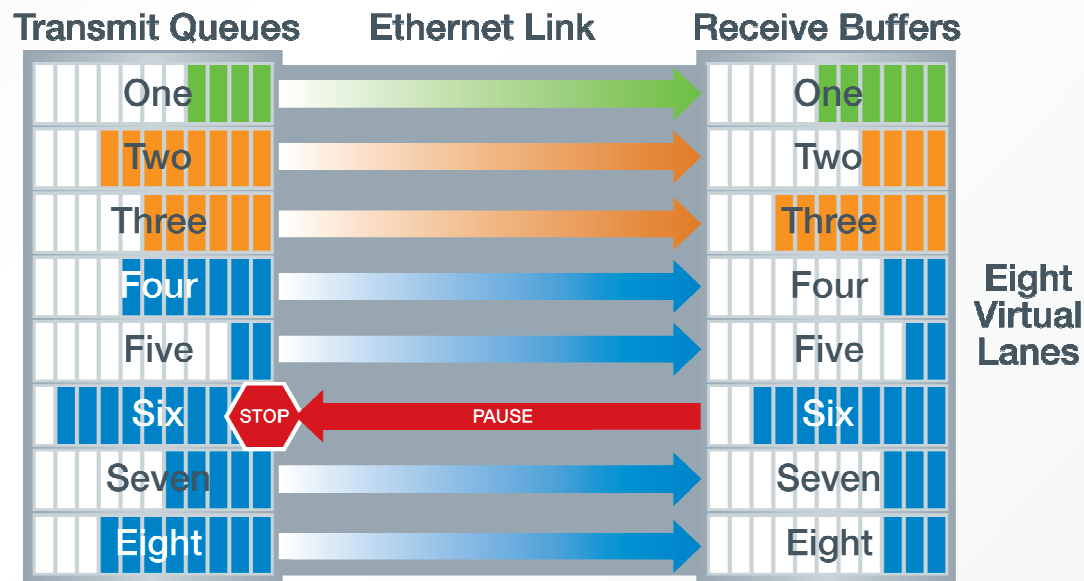 Transmit Queues Ethernet Link Receive Buffers
One One
Two Two
Three Three
Four Four
Five Five
Six STOP PAUSE Six
Seven Seven
Eight Eight
Eight
Virtual
Lanes